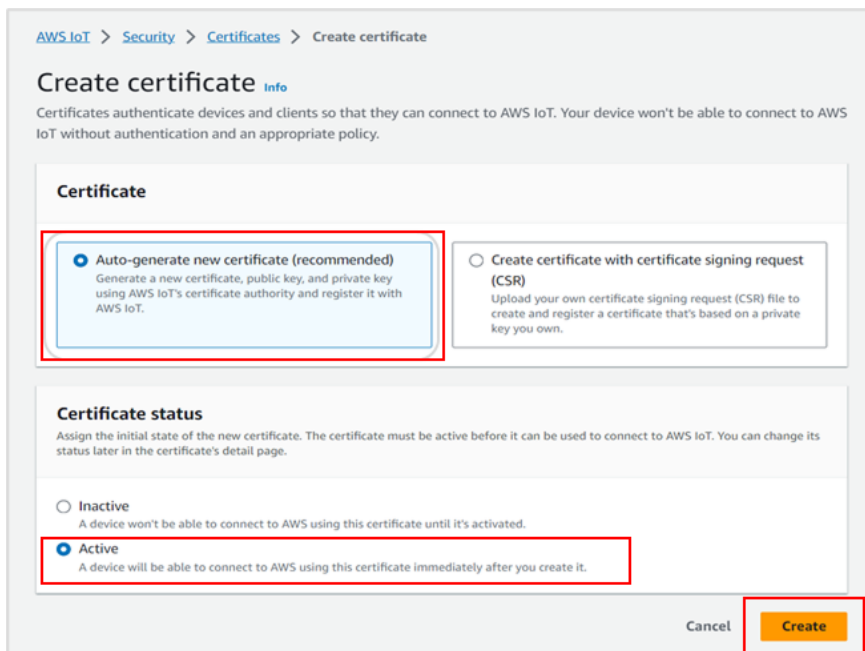 AWS IoT > Security > Certificates > Create certificate
Create certificate Info
Certificates authenticate devices and clients so that they can connect to AWS IoT. Your device won't be able to connect to AWS
IoT without authentication and an appropriate policy.
Certificate
Auto-generate new certificate (recommended)
Generate a new certificate, public key, and private key
using AWS IoT's certificate authority and register it with
AWS IoT.
Create certificate with certificate signing request
(CSR)
Upload your own certificate signing request (CSR) file to
create and register a certificate that's based on a private
key you own.
Certificate status
Assign the initial state of the new certificate. The certificate must be active before it can be used to connect to AWS IoT. You can change its
status later in the certificate's detail page.
Inactive
A device won't be able to connect to AWS using this certificate until it's activated.
Active
A device will be able to connect to AWS using this certificate immediately after you create it.
Cancel
Create